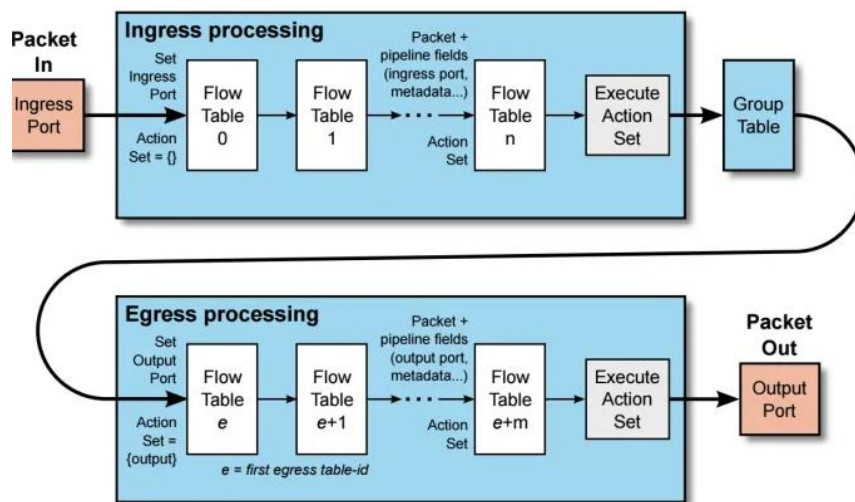 Packet
In
Ingress
Port
Ingress processing
Set
Ingress
Port
Action
Set = {}
Flow
Table
0
Flow
Table
1
Packet +
pipeline fields
(ingress port,
metadata...)
Action
Set
Flow
Table
n
Execute
Action
Set
Group
Table
Egress processing
Set
Output
Port
Action
Set =
{output}
Flow
Table
e
Flow
Table
e+1
e = first egress table-id
Packet +
pipeline fields
(output port,
metadata...)
Action
Set
Flow
Table
e+m
Execute
Action
Set
Packet
Out
Output
Port